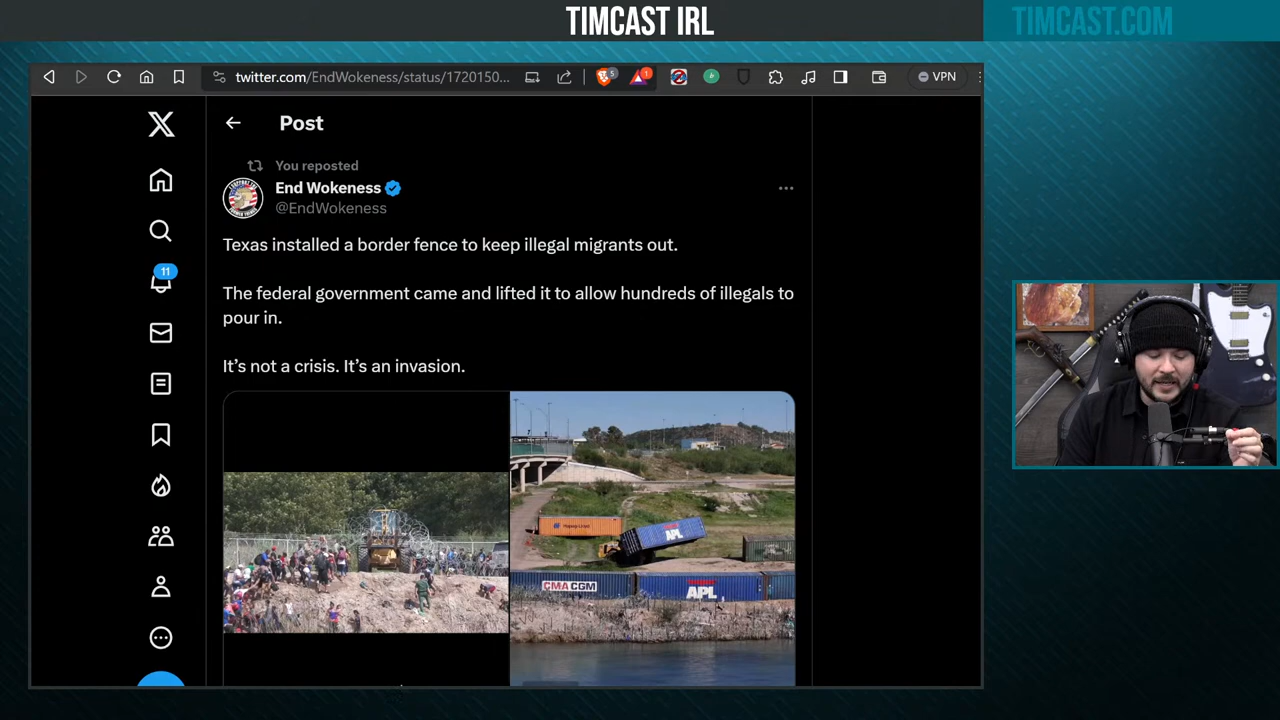 TIMCAST IRL
TIMCAST.COM
twitter.com/EndWokeness/status/1720150...
5
1
b
VPN
Post
You reposted
End Wokeness
@EndWokeness
Texas installed a border fence to keep illegal migrants out.
The federal government came and lifted it to allow hundreds of illegals to
pour in.
It's not a crisis. It's an invasion.
11
APL
CMA CGM
APL